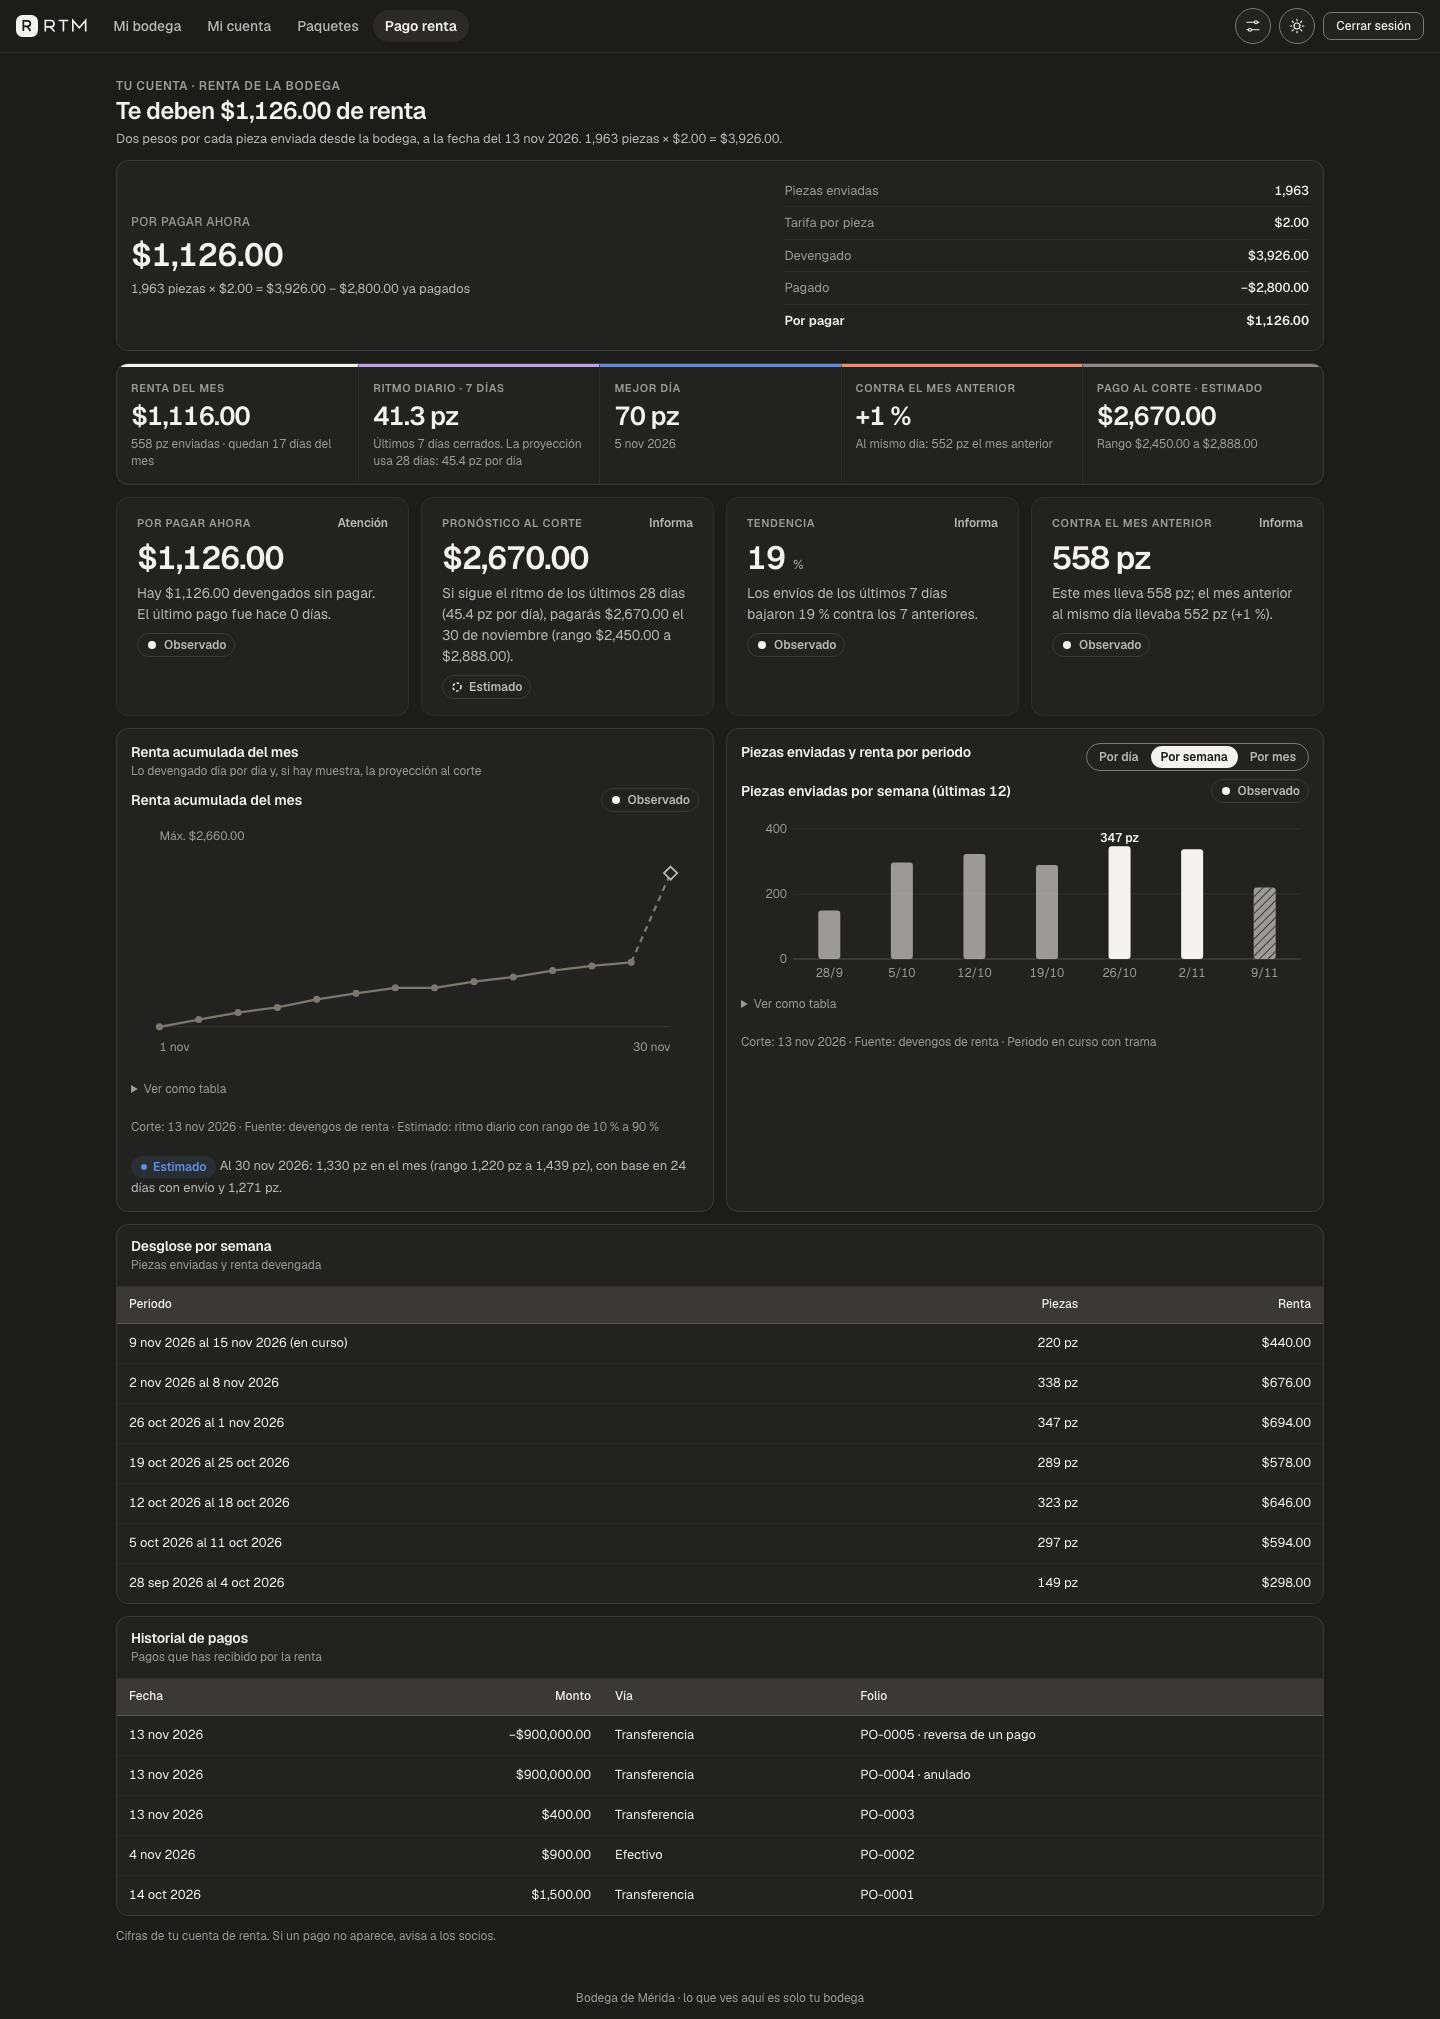 R RTM Mi bodega Mi cuenta Paquetes Pago renta Cerrar sesión
TU CUENTA · RENTA DE LA BODEGA
Te deben $1,126.00 de renta
Dos pesos por cada pieza enviada desde la bodega, a la fecha del 13 nov 2026. 1,963 piezas × $2.00 = $3,926.00.
POR PAGAR AHORA
$1,126.00
1,963 piezas × $2.00 = $3,926.00 − $2,800.00 ya pagados
Piezas enviadas 1,963
Tarifa por pieza $2.00
Devengado $3,926.00
Pagado −$2,800.00
Por pagar $1,126.00
RENTA DEL MES
$1,116.00
558 pz enviadas · quedan 17 días del
mes
RITMO DIARIO · 7 DÍAS
41.3 pz
Últimos 7 días cerrados. La proyección
usa 28 días: 45.4 pz por día
MEJOR DÍA
70 pz
5 nov 2026
CONTRA EL MES ANTERIOR
+1 %
Al mismo día: 552 pz el mes anterior
PAGO AL CORTE · ESTIMADO
$2,670.00
Rango $2,450.00 a $2,888.00
POR PAGAR AHORA Atención
$1,126.00
Hay $1,126.00 devengados sin pagar.
El último pago fue hace 0 días.
Observado
PRONÓSTICO AL CORTE Informa
$2,670.00
Si sigue el ritmo de los últimos 28 días
(45.4 pz por día), pagarás $2,670.00 el
30 de noviembre (rango $2,450.00 a
$2,888.00).
Estimado
TENDENCIA Informa
19 %
Los envíos de los últimos 7 días
bajaron 19 % contra los 7 anteriores.
Observado
CONTRA EL MES ANTERIOR Informa
558 pz
Este mes lleva 558 pz; el mes anterior
al mismo día llevaba 552 pz (+1 %).
Observado
Renta acumulada del mes
Lo devengado día por día y, si hay muestra, la proyección al corte
Renta acumulada del mes Observado
Máx. $2,660.00
1 nov 30 nov
▶ Ver como tabla
Corte: 13 nov 2026 · Fuente: devengos de renta · Estimado: ritmo diario con rango de 10 % a 90 %
Estimado Al 30 nov 2026: 1,330 pz en el mes (rango 1,220 pz a 1,439 pz), con base en 24
días con envío y 1,271 pz.
Piezas enviadas y renta por periodo Por día Por semana Por mes
Piezas enviadas por semana (últimas 12) Observado
400
347 pz
200
0
28/9 5/10 12/10 19/10 26/10 2/11 9/11
▶ Ver como tabla
Corte: 13 nov 2026 · Fuente: devengos de renta · Periodo en curso con trama
Desglose por semana
Piezas enviadas y renta devengada
Periodo Piezas Renta
9 nov 2026 al 15 nov 2026 (en curso) 220 pz $440.00
2 nov 2026 al 8 nov 2026 338 pz $676.00
26 oct 2026 al 1 nov 2026 347 pz $694.00
19 oct 2026 al 25 oct 2026 289 pz $578.00
12 oct 2026 al 18 oct 2026 323 pz $646.00
5 oct 2026 al 11 oct 2026 297 pz $594.00
28 sep 2026 al 4 oct 2026 149 pz $298.00
Historial de pagos
Pagos que has recibido por la renta
Fecha Monto Vía Folio
13 nov 2026 −$900,000.00 Transferencia PO-0005 · reversa de un pago
13 nov 2026 $900,000.00 Transferencia PO-0004 · anulado
13 nov 2026 $400.00 Transferencia PO-0003
4 nov 2026 $900.00 Efectivo PO-0002
14 oct 2026 $1,500.00 Transferencia PO-0001
Cifras de tu cuenta de renta. Si un pago no aparece, avisa a los socios.
Bodega de Mérida · lo que ves aquí es solo tu bodega